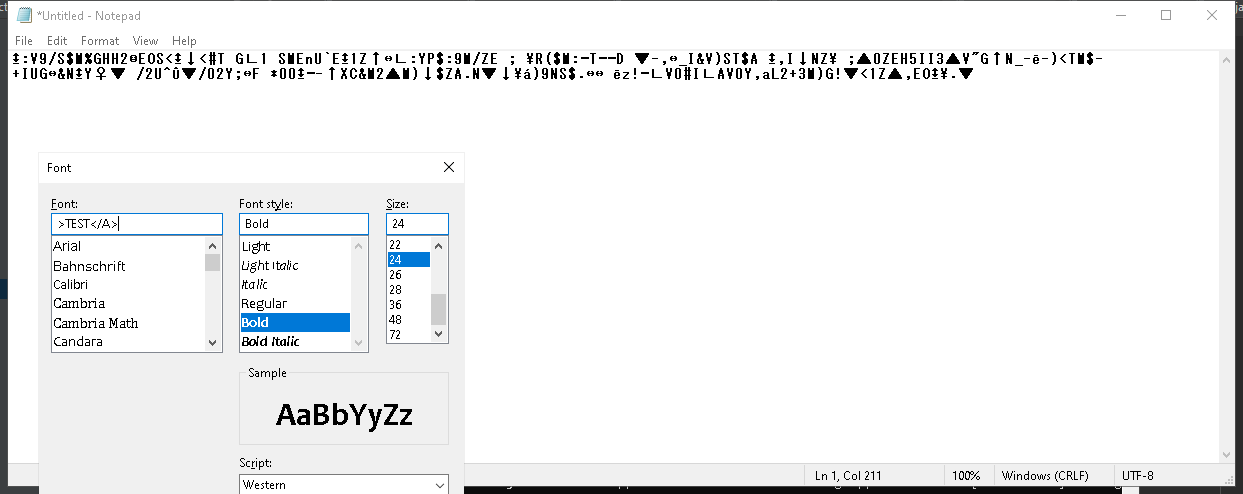 *Untitled - Notepad
File Edit Format View Help
±:V9/S$M%GHH2⇔EOS<±↓<#T G∟1 SMEnU`E±1Z↑⇔∟:YP$:9M/ZE ; ¥R($M:-T——D ▼-,⇔_I&V)ST$A ±,I↓NZ¥ ;▲OZEH5II3▲V˝G↑N_-ē-)<TM$-
+IUG⇔&N±Y♀▼ /2U^Û▼/O2Y;⇔F *OO±—-↑XC&M2▲M)↓$ZA.N▼↓¥á)9NS$.⇔⇔ ēz!-∟VO#I∟AVOY,aL2+3M)G!▼<1Z▲,EO±¥.▼
Font
Font: Font style: Size:
>TEST</A> Bold 24
Arial Light 22
Bahnschrift Light Italic 24
Calibri Italic 26
Cambria Regular 28
Cambria Math Bold 36
Candara Bold Italic 48
72
Sample
AaBbYyZz
Script:
Western
Ln 1, Col 211 100% Windows (CRLF) UTF-8